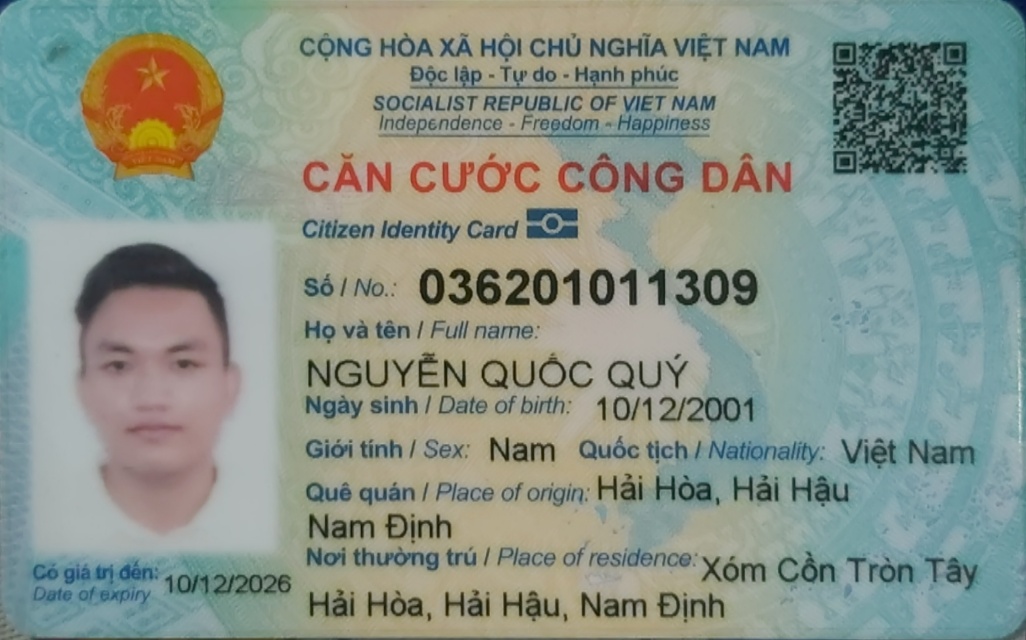 CỘNG HÒA XÃ HỘI CHỦ NGHĨA VIỆT NAM
Độc lập - Tự do - Hạnh phúc
SOCIALIST REPUBLIC OF VIET NAM
Independence - Freedom - Happiness
CĂN CƯỚC CÔNG DÂN
Citizen Identity Card
Số / No.: 036201011309
Họ và tên / Full name:
NGUYỄN QUỐC QUÝ
Ngày sinh / Date of birth: 10/12/2001
Giới tính / Sex: Nam Quốc tịch / Nationality: Việt Nam
Quê quán / Place of origin: Hải Hòa, Hải Hậu
Nam Định
Nơi thường trú / Place of residence: Xóm Cồn Tròn Tây
Hải Hòa, Hải Hậu, Nam Định
Có giá trị đến: 10/12/2026
Date of expiry